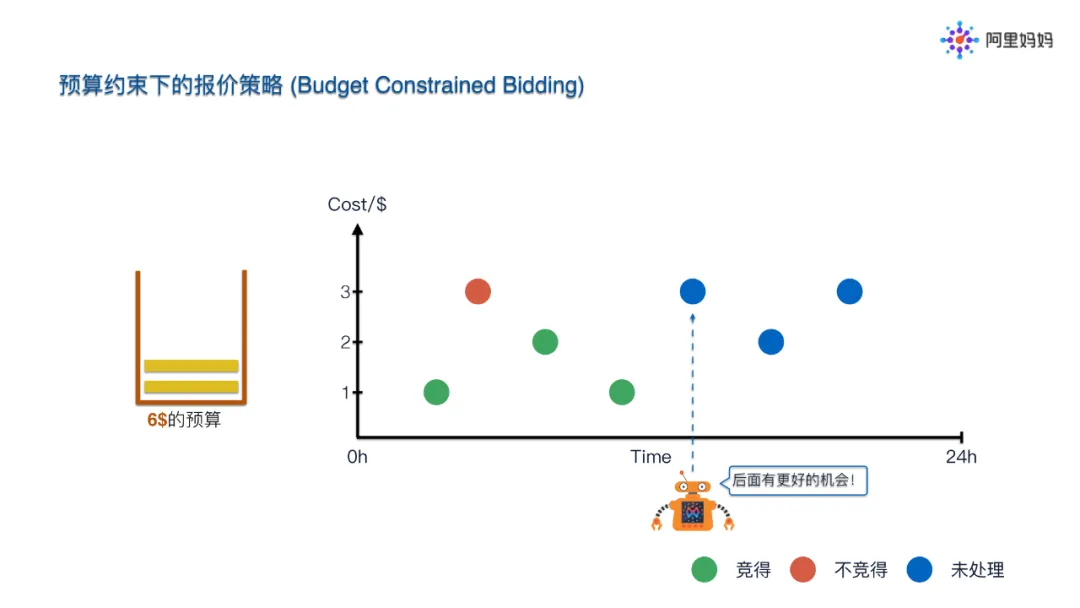 阿里妈妈
预算约束下的报价策略 (Budget Constrained Bidding)
Cost/$
3
2
1
6$的预算
0h
Time
24h
后面有更好的机会！
竞得
不竞得
未处理